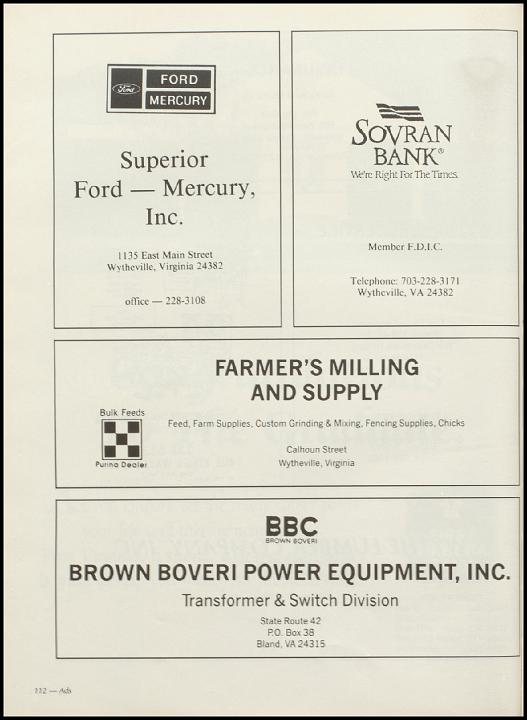 FORD
Ford
MERCURY
Superior
Ford — Mercury,
Inc.
1135 East Main Street
Wytheville, Virginia 24382
office — 228-3108
SOVRAN
BANK®
We're Right For The Times.
Member F.D.I.C.
Telephone: 703-228-3171
Wytheville, VA 24382
FARMER'S MILLING
AND SUPPLY
Bulk Feeds
Purina Dealer
Feed, Farm Supplies, Custom Grinding & Mixing, Fencing Supplies, Chicks
Calhoun Street
Wytheville, Virginia
BBC
BROWN BOVERI
BROWN BOVERI POWER EQUIPMENT, INC.
Transformer & Switch Division
State Route 42
P.O. Box 38
Bland, VA 24315
112 — Ads